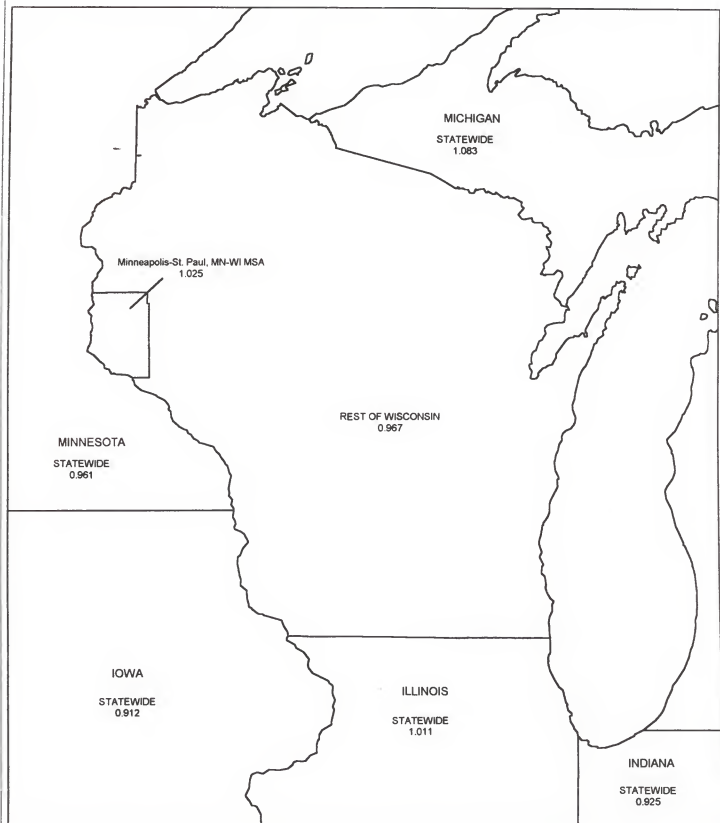 MICHIGAN
STATEWIDE
1.083
Minneapolis-St. Paul, MN-WI MSA
1.025
REST OF WISCONSIN
0.967
MINNESOTA
STATEWIDE
0.961
IOWA
STATEWIDE
0.912
ILLINOIS
STATEWIDE
1.011
INDIANA
STATEWIDE
0.925